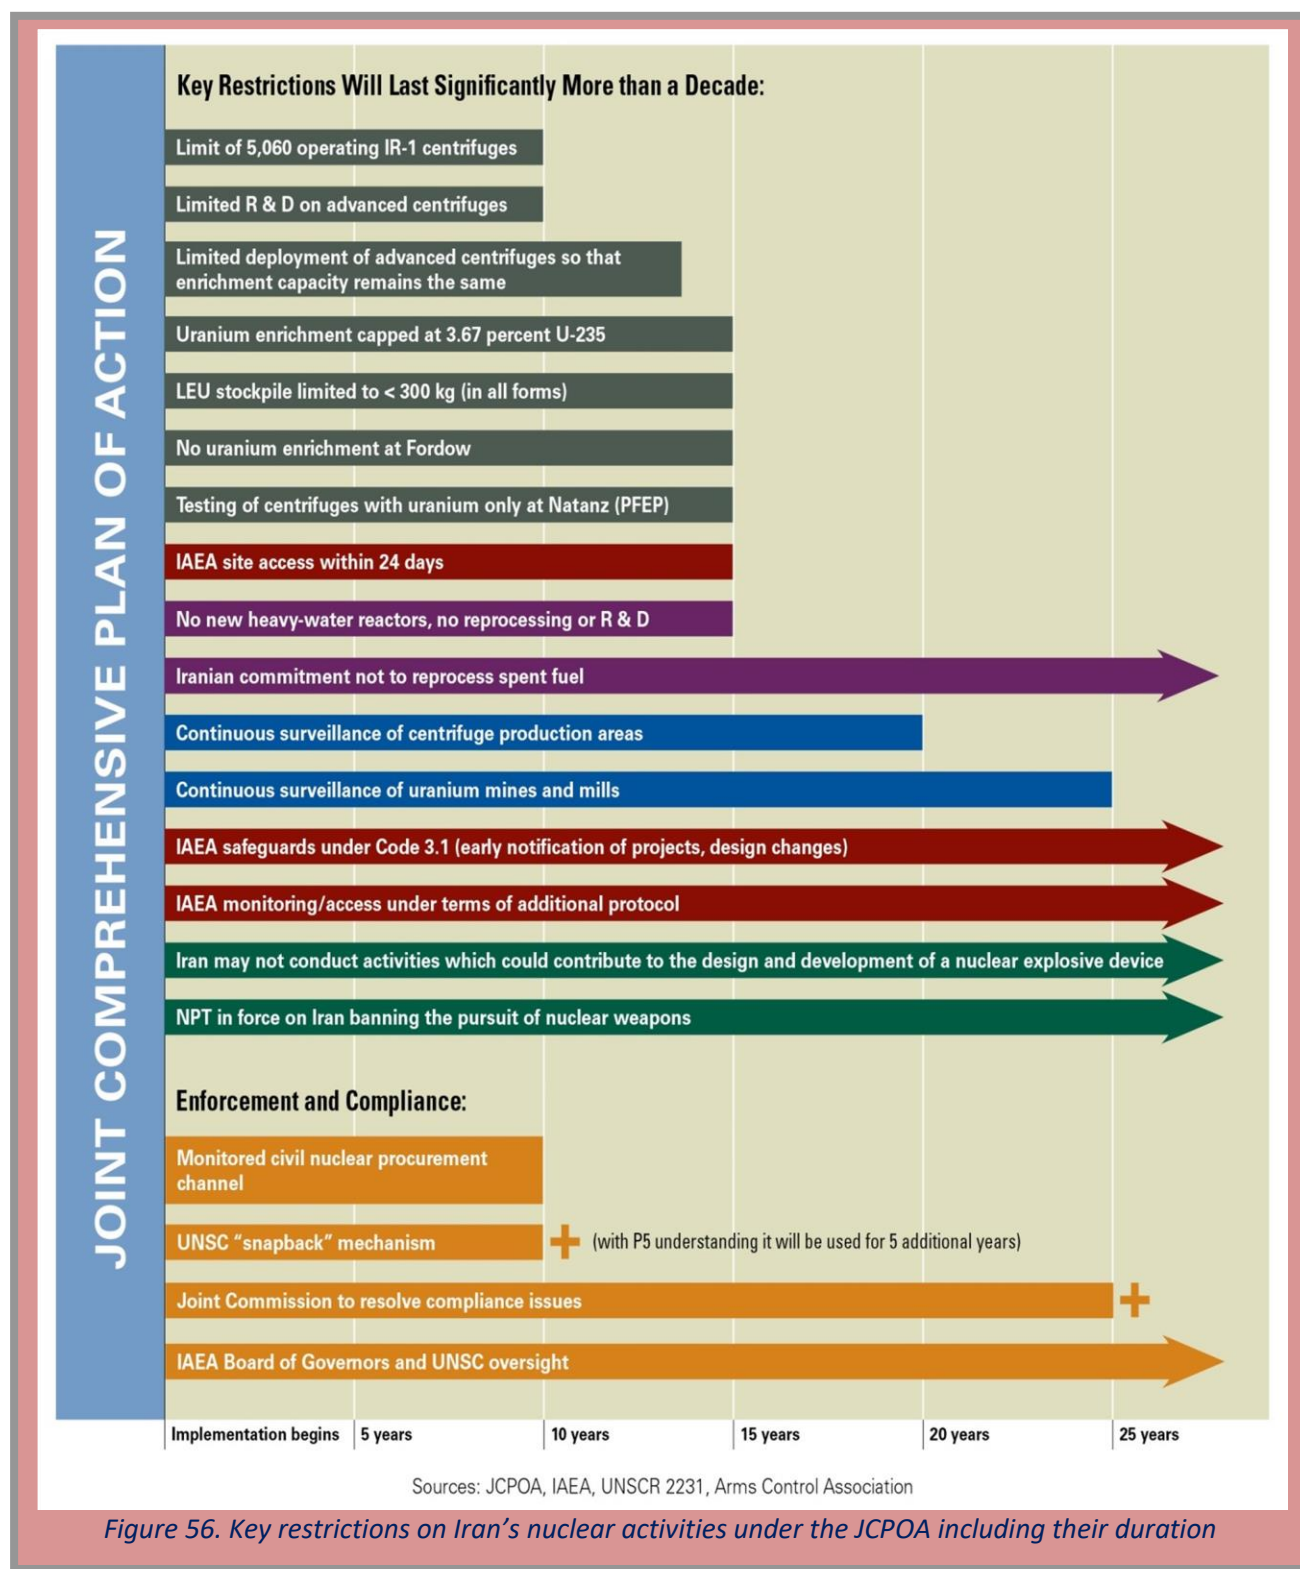 JOINT COMPREHENSIVE PLAN OF ACTION
Key Restrictions Will Last Significantly More than a Decade:
Limit of 5,060 operating IR-1 centrifuges
Limited R & D on advanced centrifuges
Limited deployment of advanced centrifuges so that
enrichment capacity remains the same
Uranium enrichment capped at 3.67 percent U-235
LEU stockpile limited to < 300 kg (in all forms)
No uranium enrichment at Fordow
Testing of centrifuges with uranium only at Natanz (PFEP)
IAEA site access within 24 days
No new heavy-water reactors, no reprocessing or R & D
Iranian commitment not to reprocess spent fuel
Continuous surveillance of centrifuge production areas
Continuous surveillance of uranium mines and mills
IAEA safeguards under Code 3.1 (early notification of projects, design changes)
IAEA monitoring/access under terms of additional protocol
Iran may not conduct activities which could contribute to the design and development of a nuclear explosive device
NPT in force on Iran banning the pursuit of nuclear weapons
Enforcement and Compliance:
Monitored civil nuclear procurement
channel
UNSC “snapback” mechanism + (with P5 understanding it will be used for 5 additional years)
Joint Commission to resolve compliance issues +
IAEA Board of Governors and UNSC oversight
Implementation begins 5 years 10 years 15 years 20 years 25 years
Sources: JCPOA, IAEA, UNSCR 2231, Arms Control Association
Figure 56. Key restrictions on Iran’s nuclear activities under the JCPOA including their duration